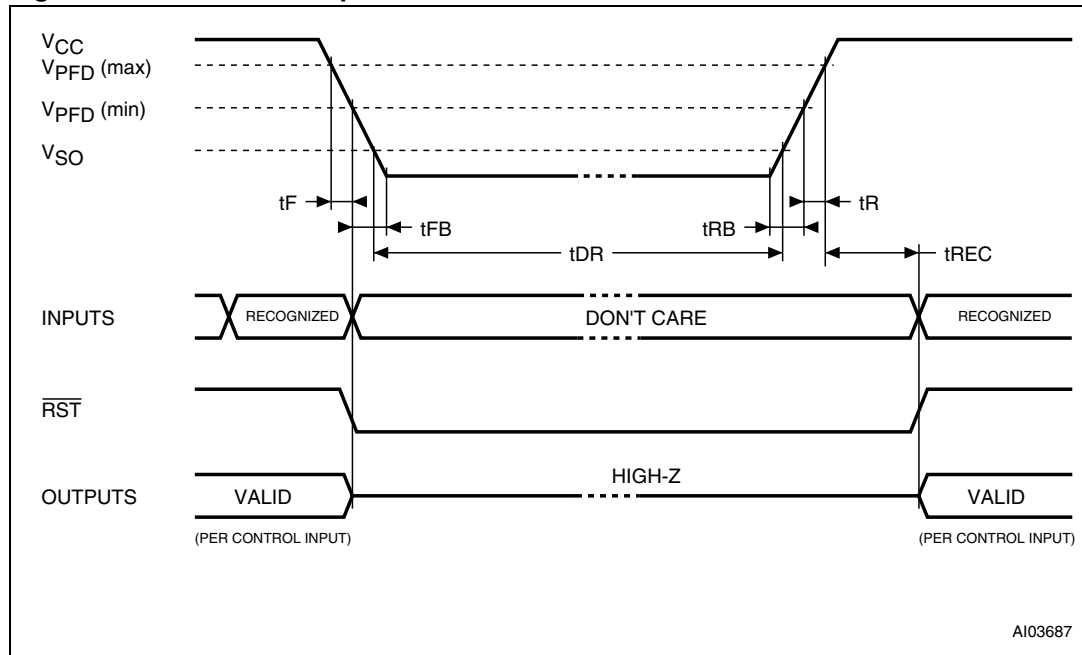 VCC
VPFD (max)
VPFD (min)
VSO
tF
tFB
tDR
tRB
tR
tREC
INPUTS
RECOGNIZED
DON'T CARE
RECOGNIZED
RST
HIGH-Z
OUTPUTS
VALID
VALID
(PER CONTROL INPUT)
(PER CONTROL INPUT)
AI03687